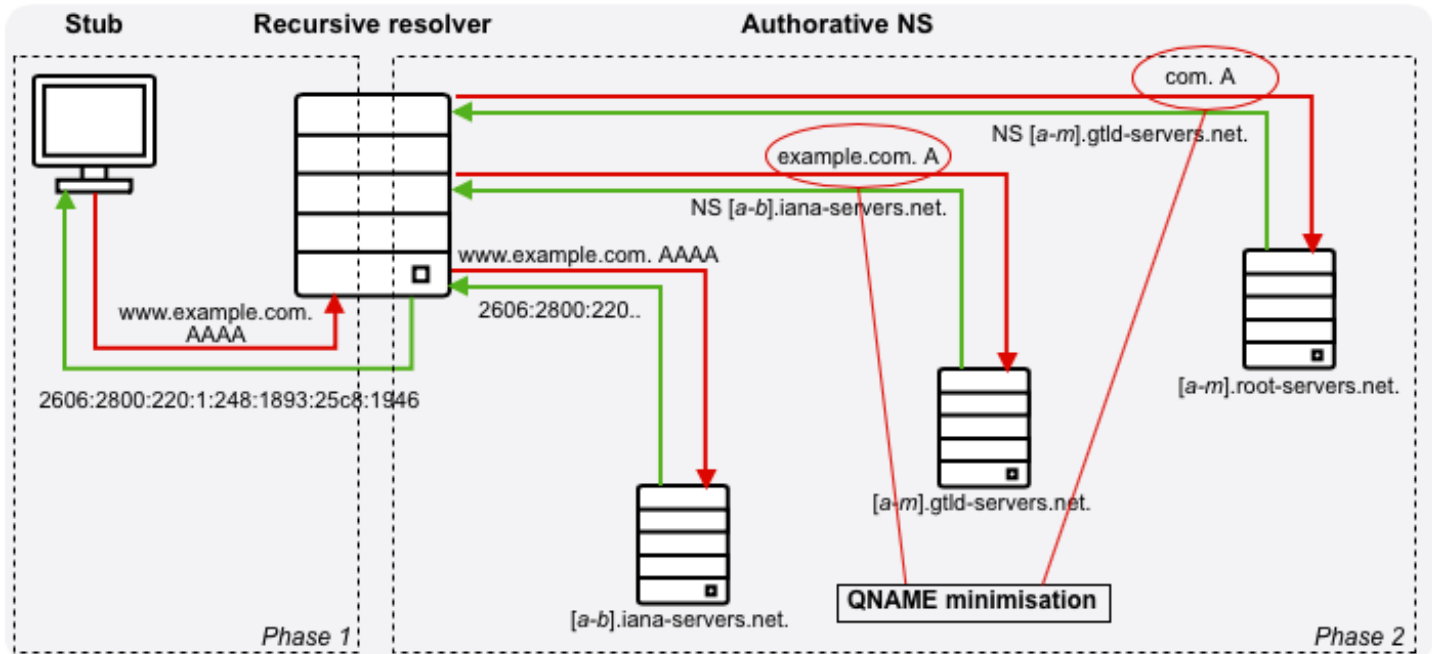 Stub
Recursive resolver
Authorative NS
com. A
NS [a-m].gtld-servers.net.
example.com. A
NS [a-b].iana-servers.net.
www.example.com. AAAA
2606:2800:220..
www.example.com.
AAAA
2606:2800:220:1:248:1893:25c8:1946
[a-m].root-servers.net.
[a-m].gtld-servers.net.
[a-b].iana-servers.net.
QNAME minimisation
Phase 1
Phase 2